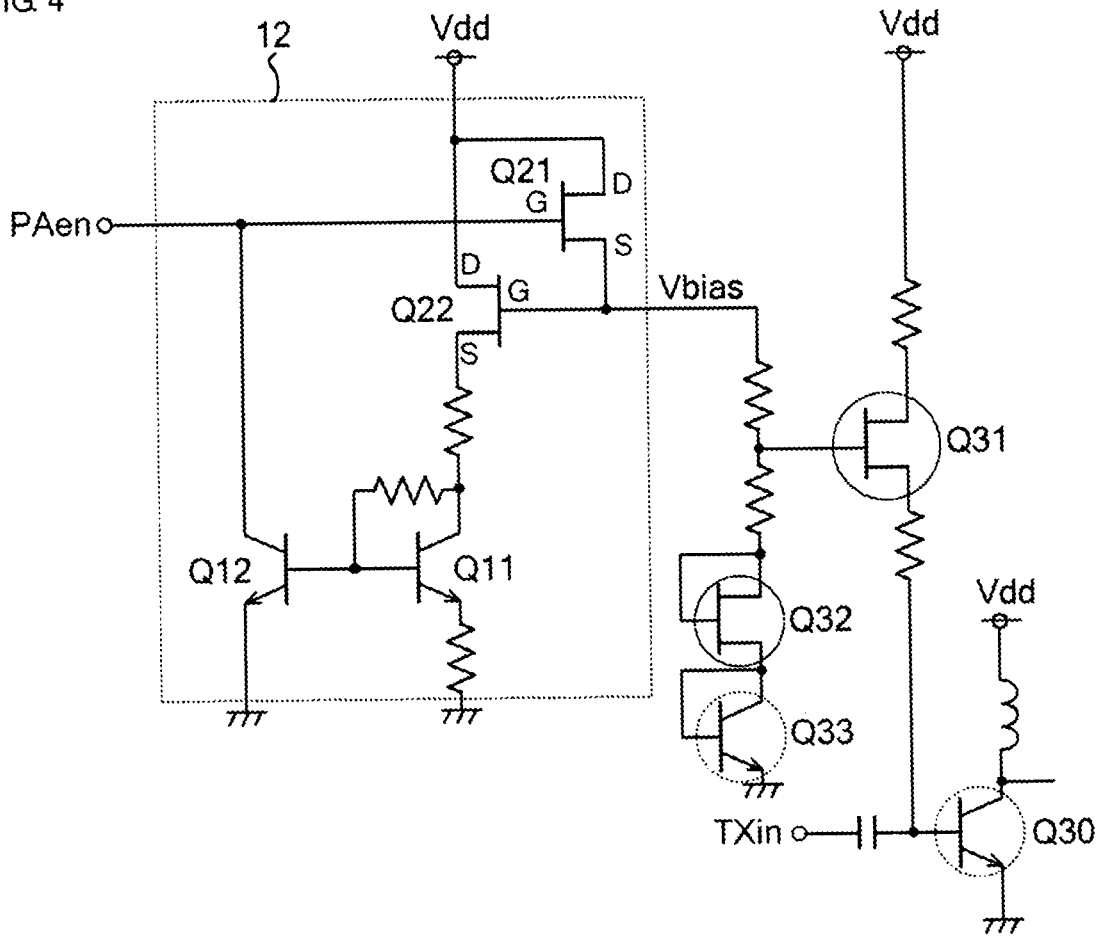 FIG. 4
12
Vdd
Vdd
Q21
D
G
PAen
S
D
G
Vbias
Q22
S
Q31
Q12
Q11
Vdd
Q32
Q33
TXin
Q30